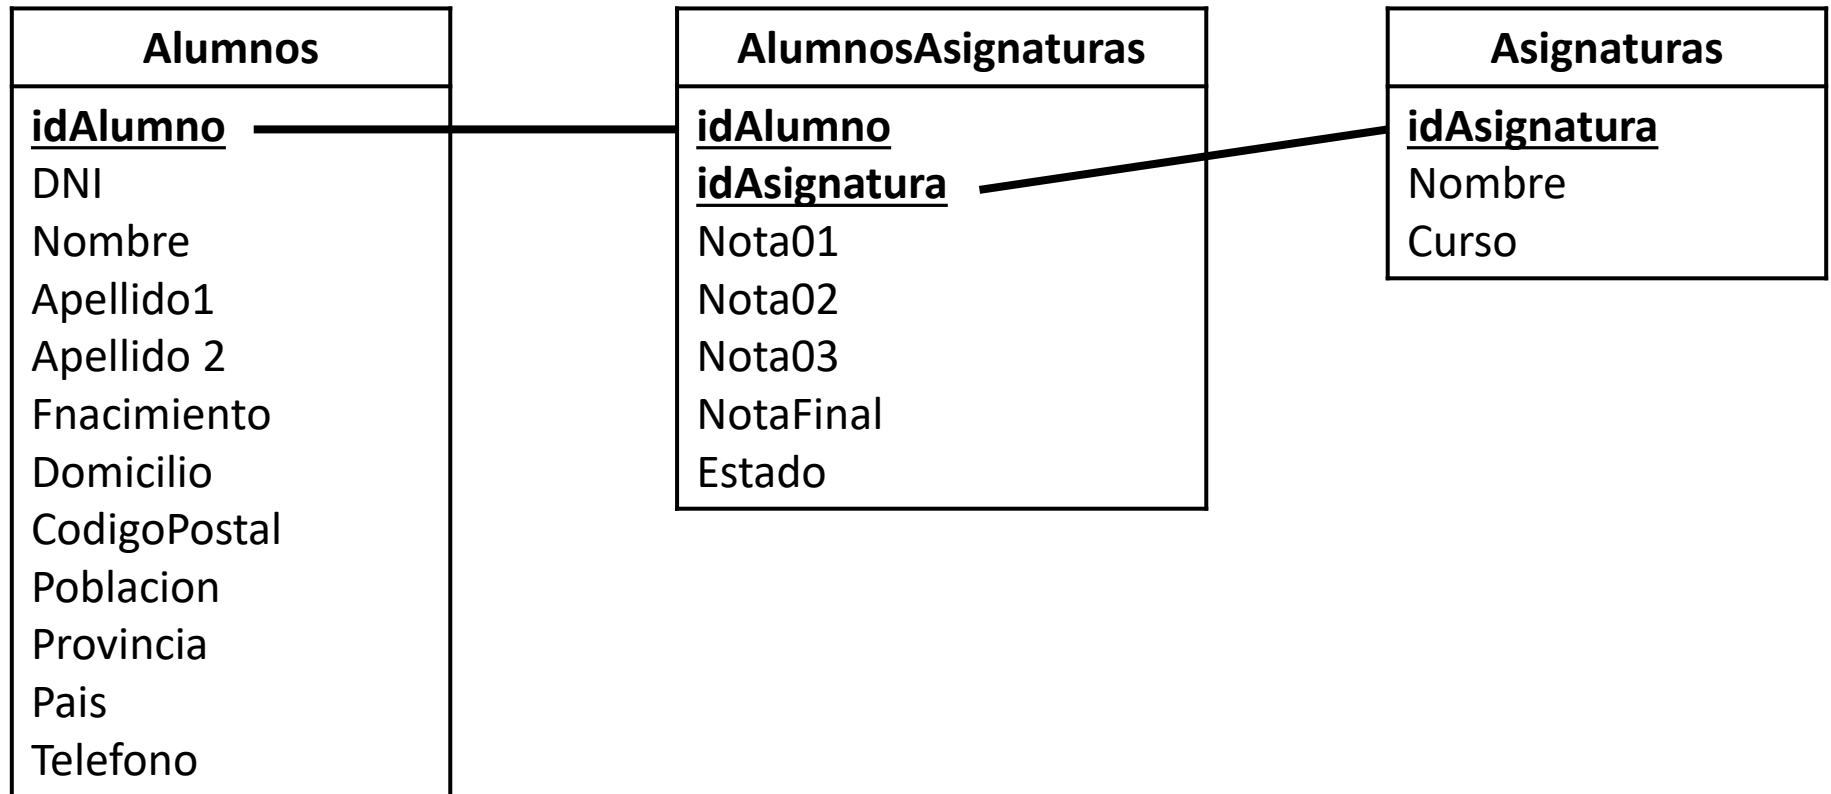 Alumnos
idAlumno
DNI
Nombre
Apellido1
Apellido 2
Fnacimiento
Domicilio
CodigoPostal
Poblacion
Provincia
Pais
Telefono
AlumnosAsignaturas
idAlumno
idAsignatura
Nota01
Nota02
Nota03
NotaFinal
Estado
Asignaturas
idAsignatura
Nombre
Curso